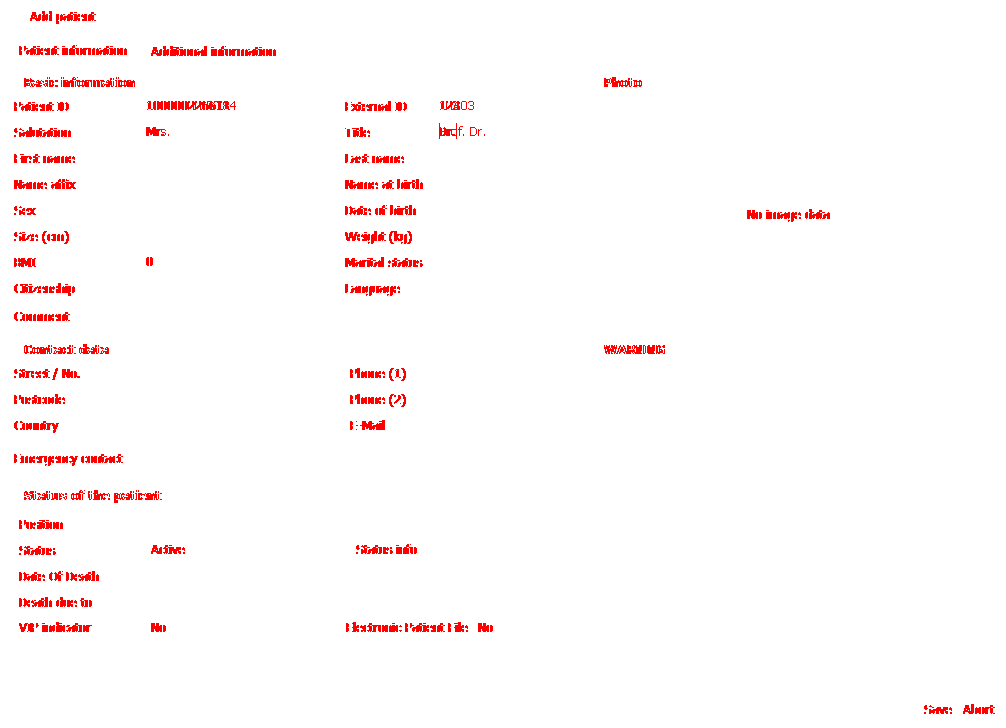 Add patient
Patient information Additional information
Basic information Photo
Patient ID External ID
Salutation Mrs. Title
First name Last name
Name affix Name at birth
Sex Date of birth
No image data
Size (cm) Weight (kg)
BMI 0 Marital status
Citizenship Language
Comment
Contact data WARNING
Street / No. Phone (1)
Postcode Phone (2)
Country E-Mail
Emergency contact
Status of the patient
Position
Status Active Status info
Date Of Death
Death due to
VIP indicator No Electronic Patient File No
Save Abort